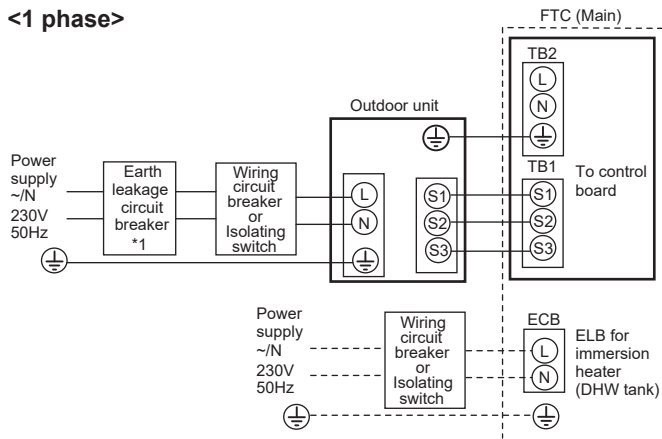 <1 phase>
FTC (Main)
TB2
L
N
Outdoor unit
Power
supply
~/N
230V
50Hz
Earth
leakage
circuit
breaker
*1
Wiring
circuit
breaker
or
Isolating
switch
L
N
S1
S2
S3
TB1
S1
S2
S3
To control
board
Power
supply
~/N
230V
50Hz
Wiring
circuit
breaker
or
Isolating
switch
ECB
L
N
ELB for
immersion
heater
(DHW tank)